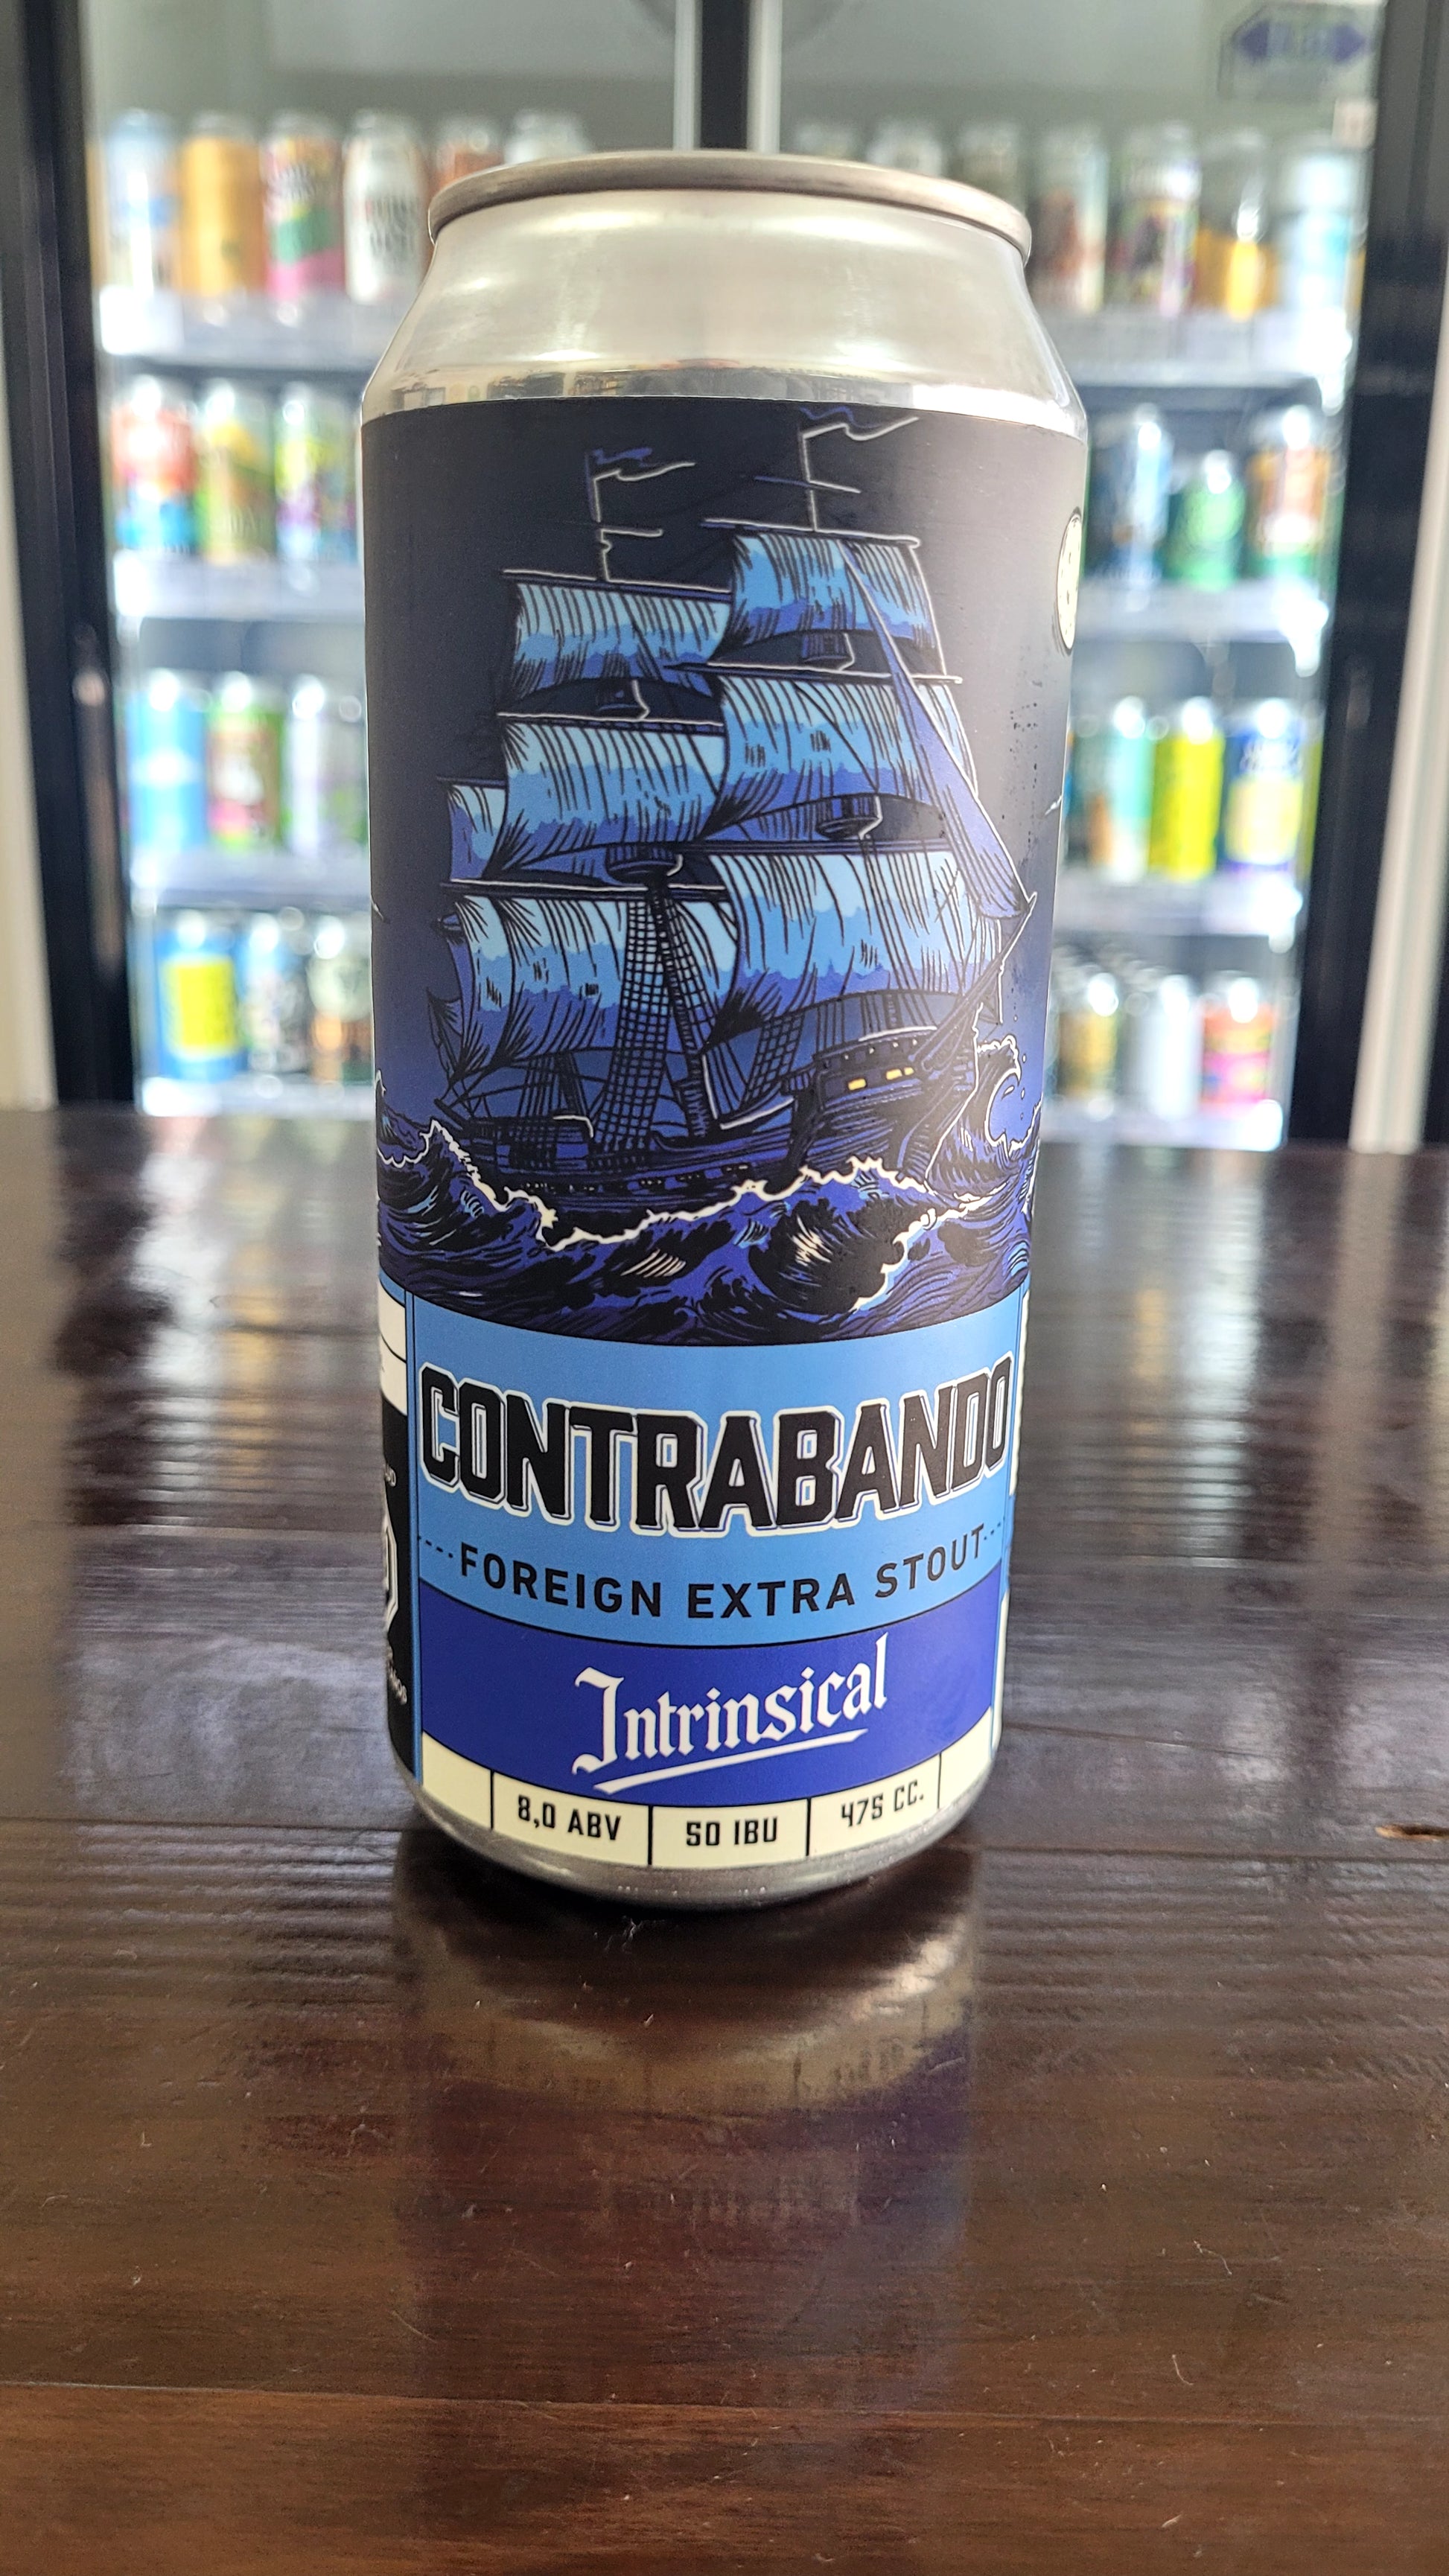 CONTRABANDO
FOREIGN EXTRA STOUT
Intrinsical
8,0 ABV
50 IBU
475 CC.